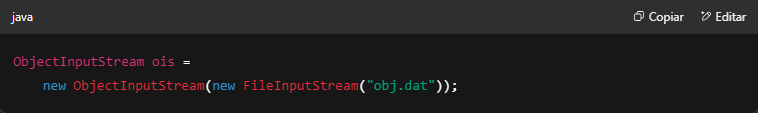 java Copiar Editar
ObjectInputStream ois =
    new ObjectInputStream(new FileInputStream("obj.dat"));